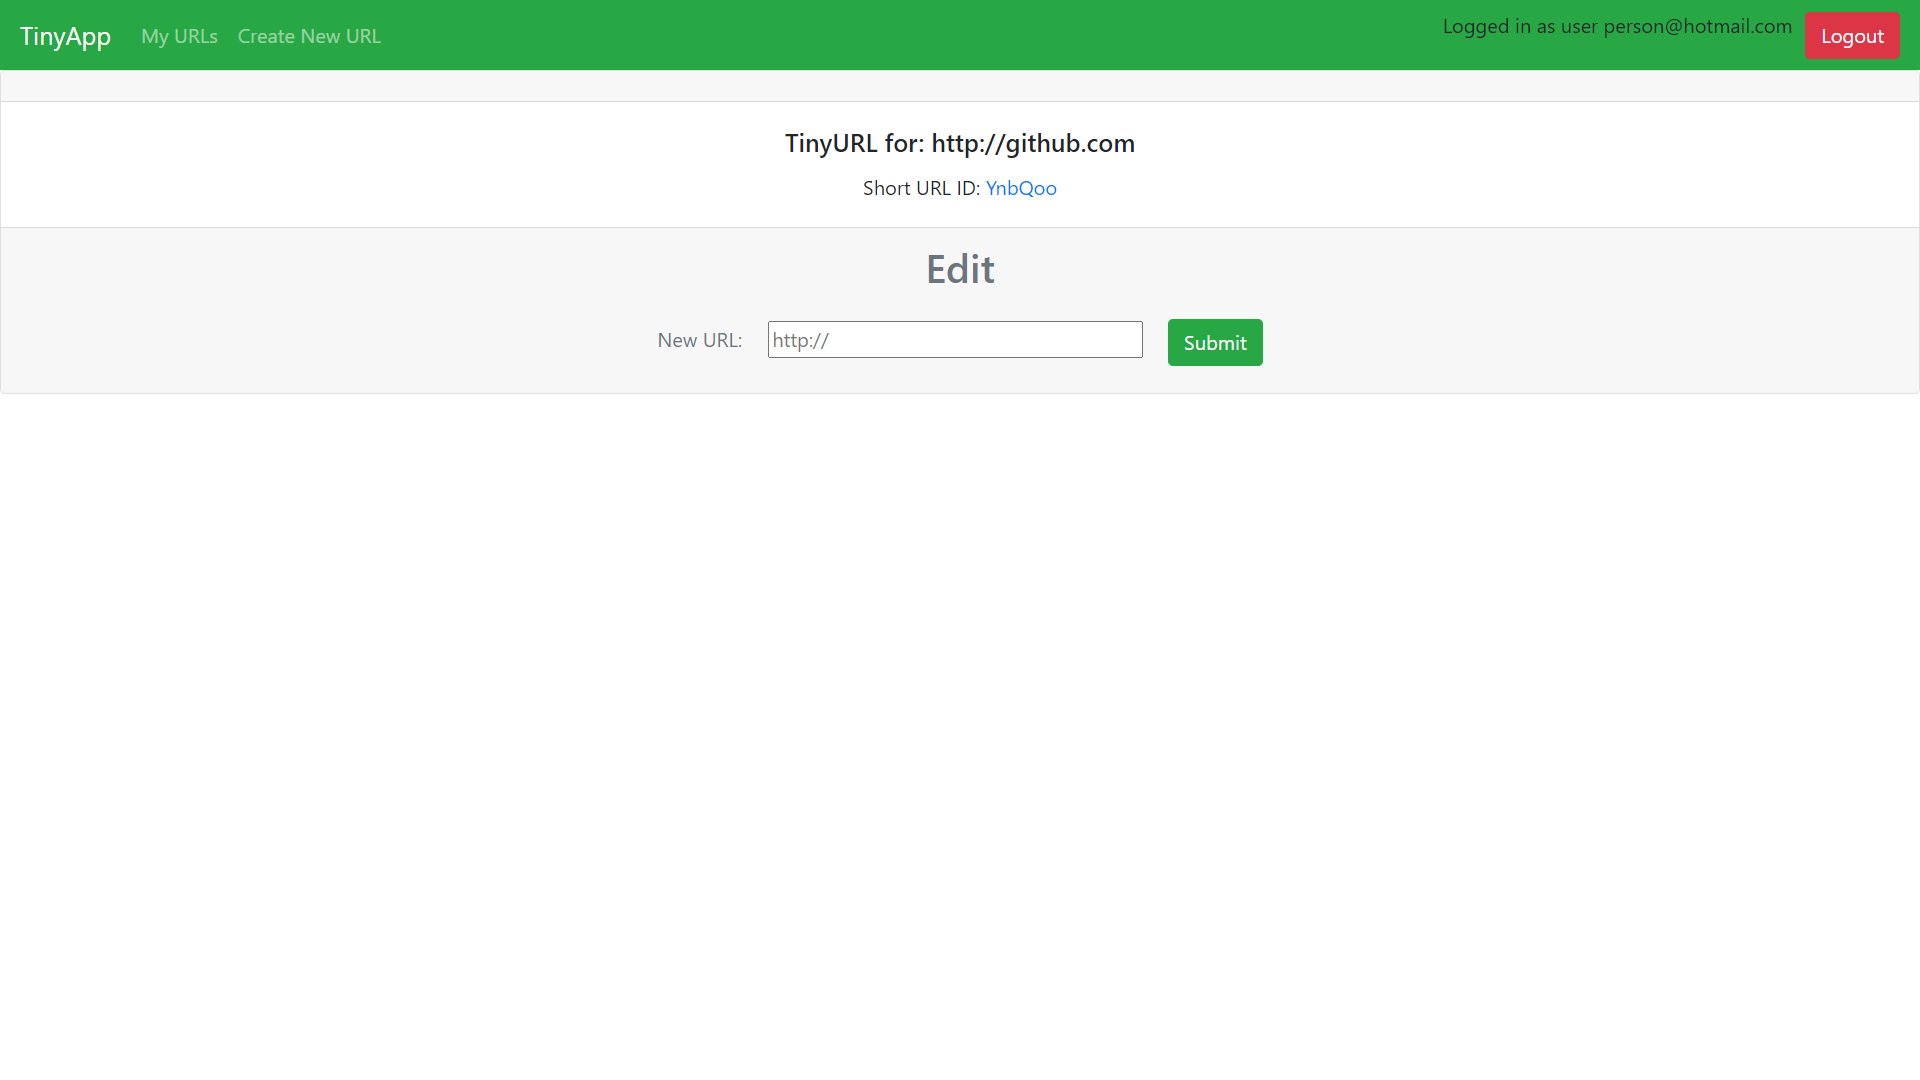 TinyApp My URLs Create New URL Logged in as user person@hotmail.com Logout
TinyURL for: http://github.com
Short URL ID: YnbQoo
Edit
New URL: http:// Submit